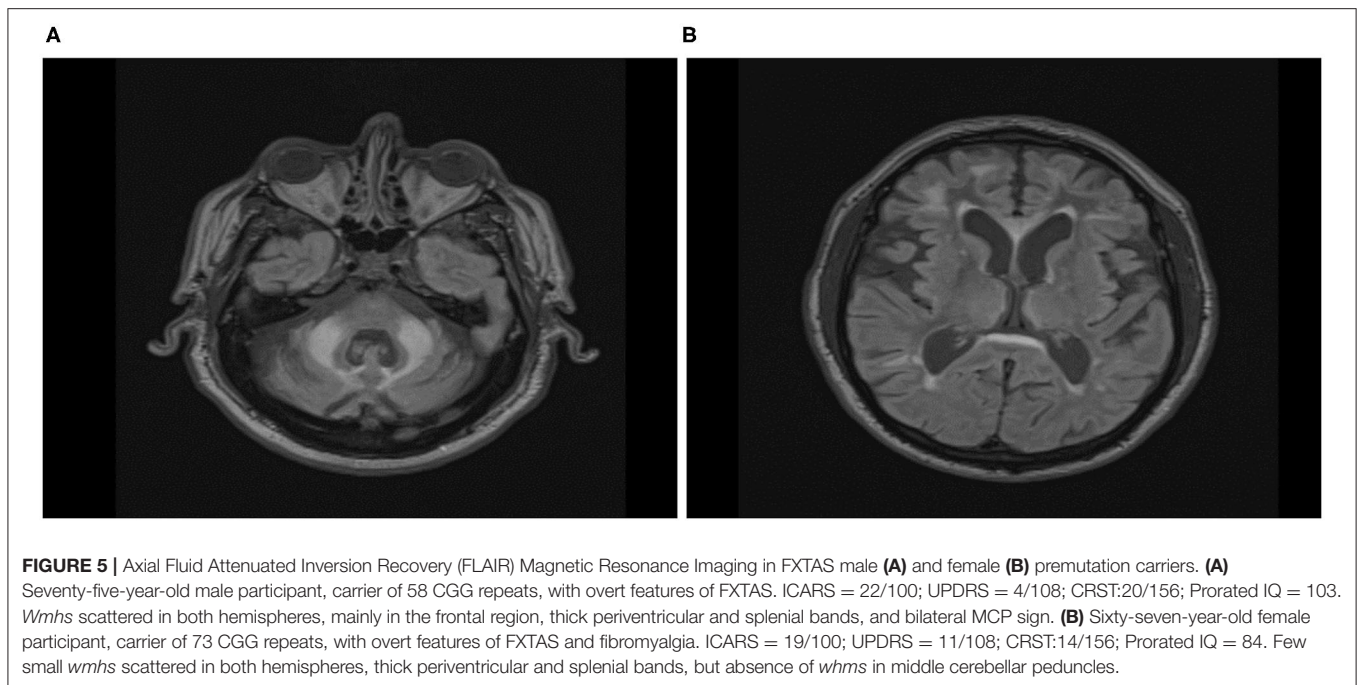 A
B
FIGURE 5 | Axial Fluid Attenuated Inversion Recovery (FLAIR) Magnetic Resonance Imaging in FXTAS male (A) and female (B) premutation carriers. (A)
Seventy-five-year-old male participant, carrier of 58 CGG repeats, with overt features of FXTAS. ICARS = 22/100; UPDRS = 4/108; CRST:20/156; Prorated IQ = 103.
Wmhs scattered in both hemispheres, mainly in the frontal region, thick periventricular and splenial bands, and bilateral MCP sign. (B) Sixty-seven-year-old female
participant, carrier of 73 CGG repeats, with overt features of FXTAS and fibromyalgia. ICARS = 19/100; UPDRS = 11/108; CRST:14/156; Prorated IQ = 84. Few
small wmhs scattered in both hemispheres, thick periventricular and splenial bands, but absence of whms in middle cerebellar peduncles.